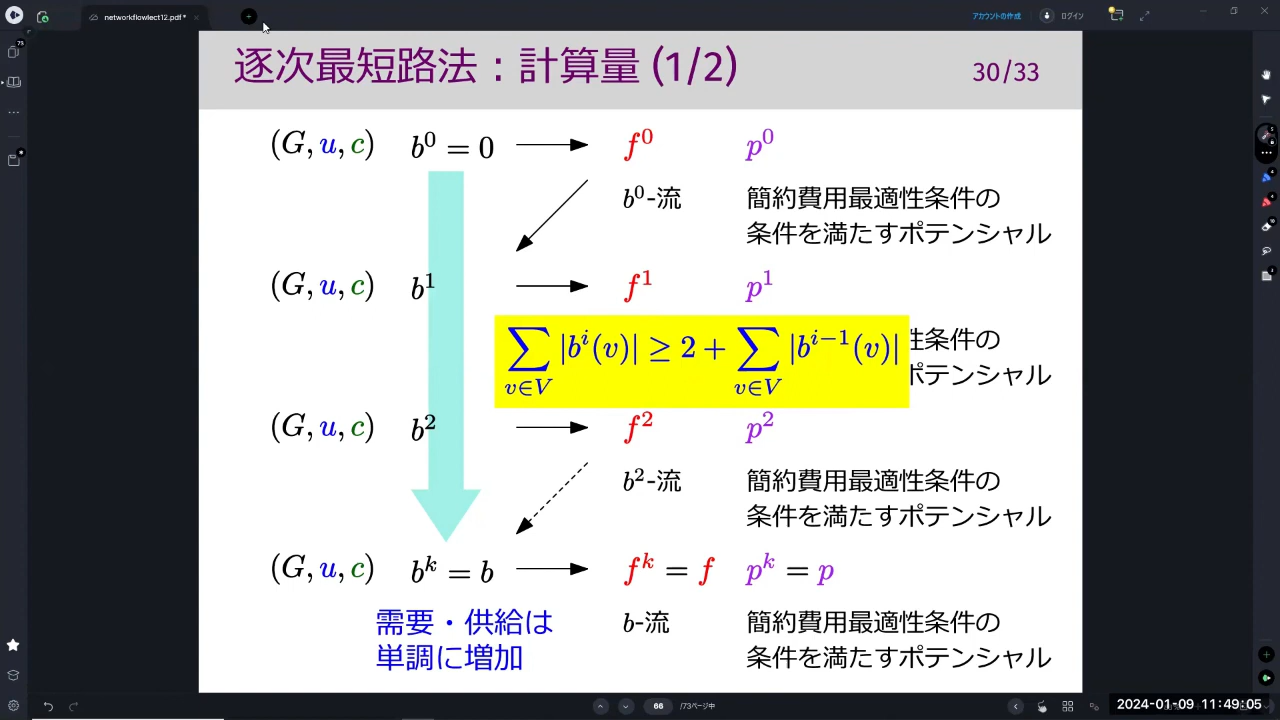 networkflowlect12.pdf *
アカウントの作成
ログイン
逐次最短路法：計算量 (1/2)
30/33
(G, u, c) b⁰ = 0 f⁰ p⁰
b⁰-流 簡約費用最適性条件の
条件を満たすポテンシャル
(G, u, c) b¹ f¹ p¹
∑v∈V |bⁱ(v)| ≥ 2 + ∑v∈V |bⁱ⁻¹(v)|
性条件の
ポテンシャル
(G, u, c) b² f² p²
b²-流 簡約費用最適性条件の
条件を満たすポテンシャル
(G, u, c) bᵏ = b fᵏ = f pᵏ = p
需要・供給は
単調に増加
b-流 簡約費用最適性条件の
条件を満たすポテンシャル
66 /73ページ中
2024-01-09 11:49:05